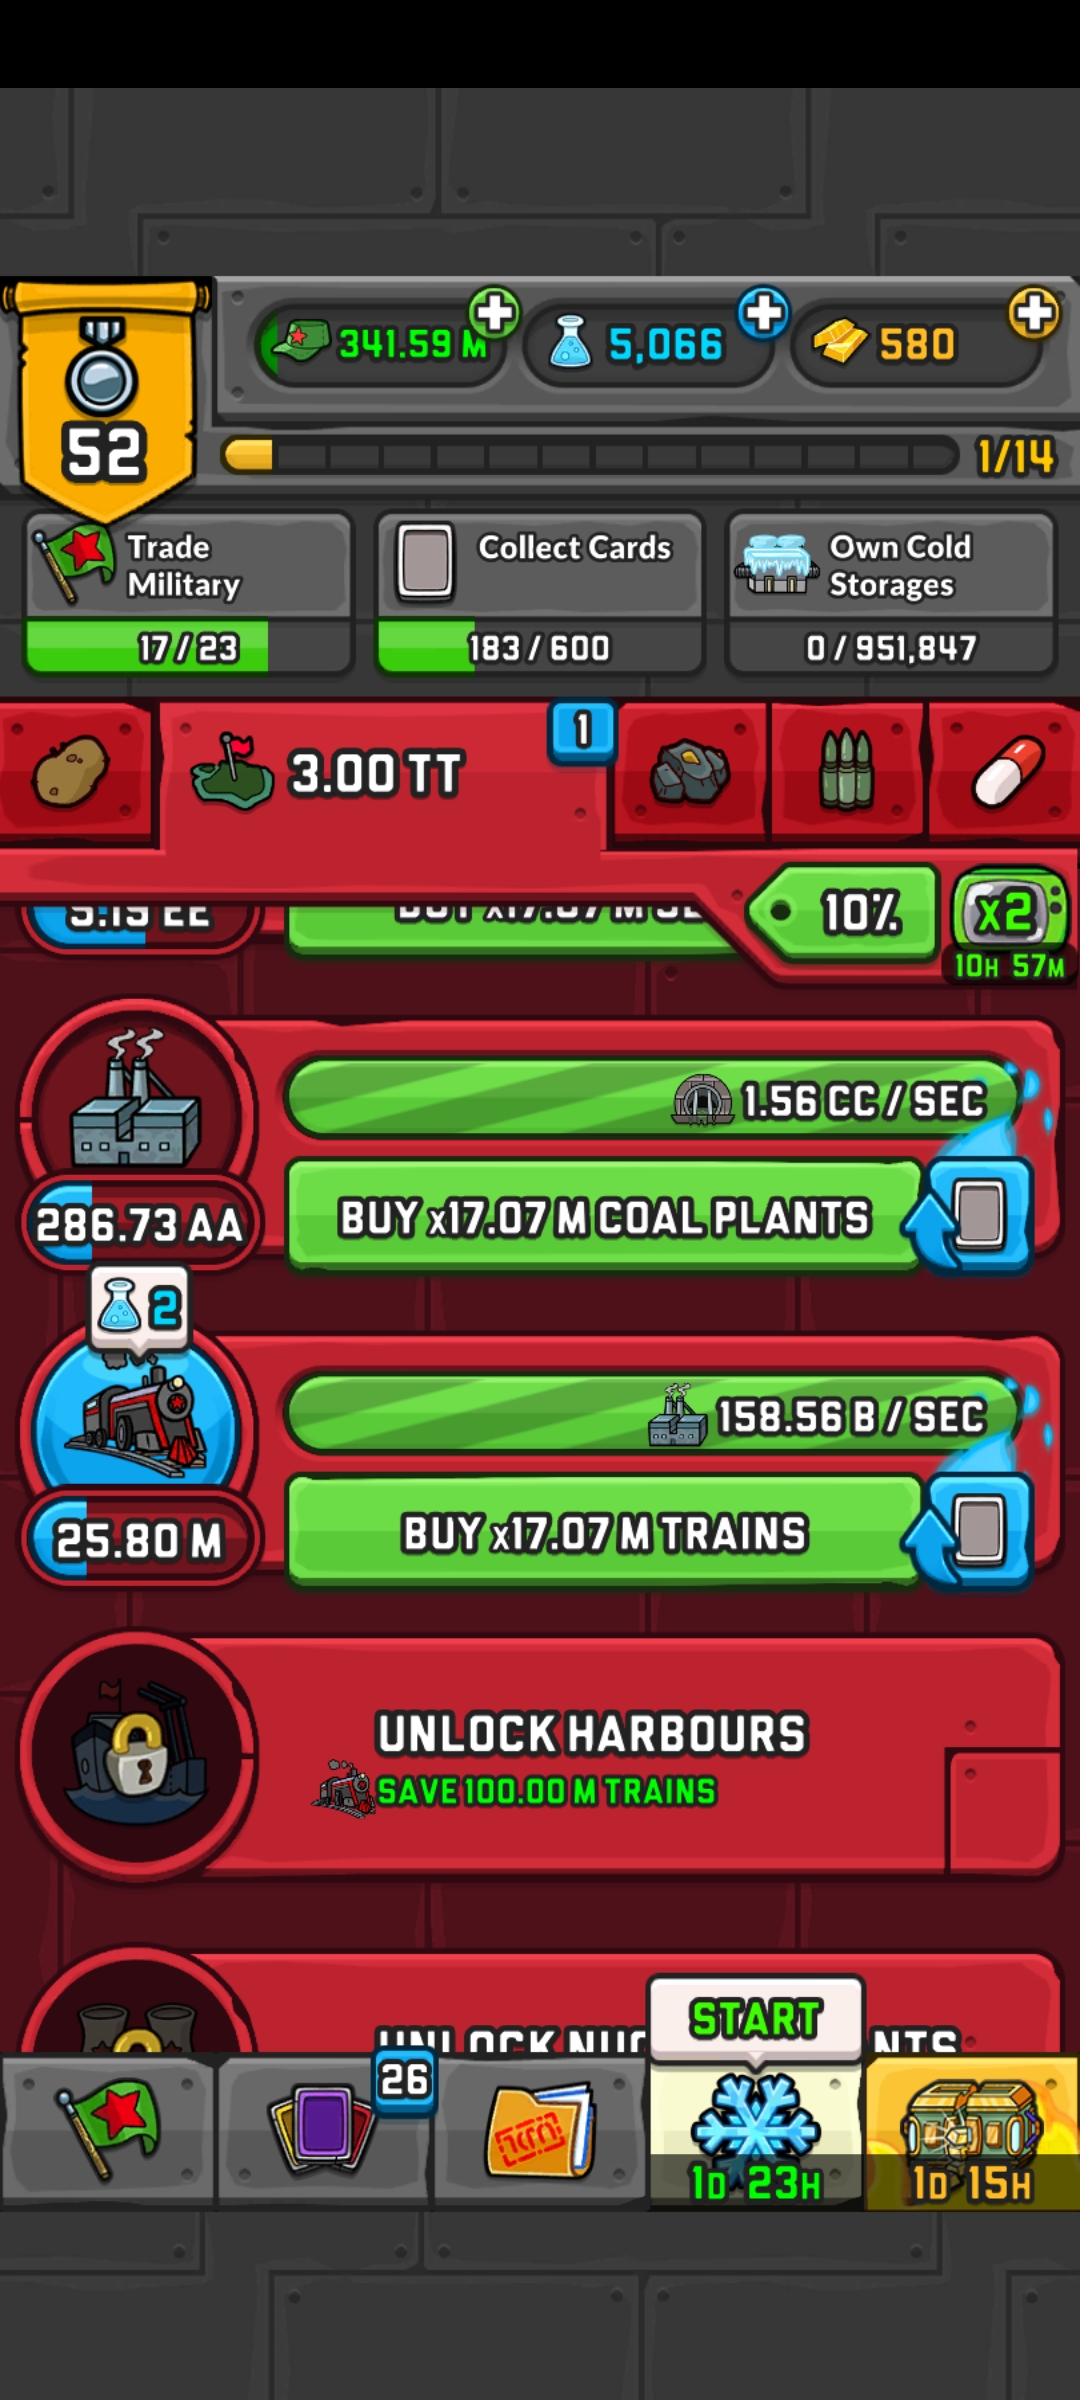 341.59 M
5,066
580
52
1/14
Trade
Military
17/23
Collect Cards
183/600
Own Cold
Storages
0/951,847
3.00 TT
1
10%
x2
10H 57M
5.15 EE
1.56 CC / SEC
286.73 AA
BUY x17.07 M COAL PLANTS
2
158.56 B / SEC
25.80 M
BUY x17.07 M TRAINS
UNLOCK HARBOURS
SAVE 100.00 M TRAINS
START
26
1D 23H
1D 15H